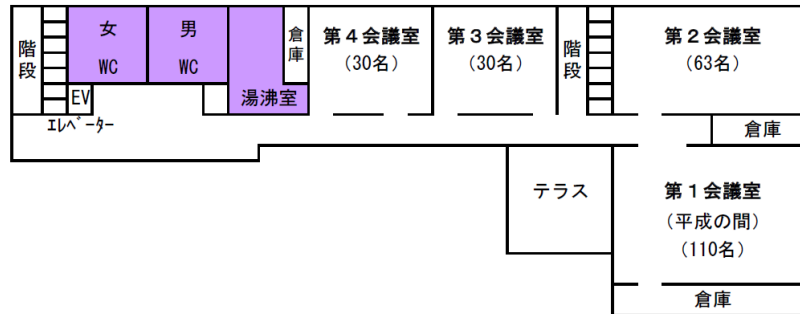 階段
女
WC
男
WC
倉庫
第４会議室
（30名）
第３会議室
（30名）
階段
第２会議室
（63名）
EV
湯沸室
ｴﾚﾍﾞｰﾀｰ
倉庫
テラス
第１会議室
（平成の間）
（110名）
倉庫